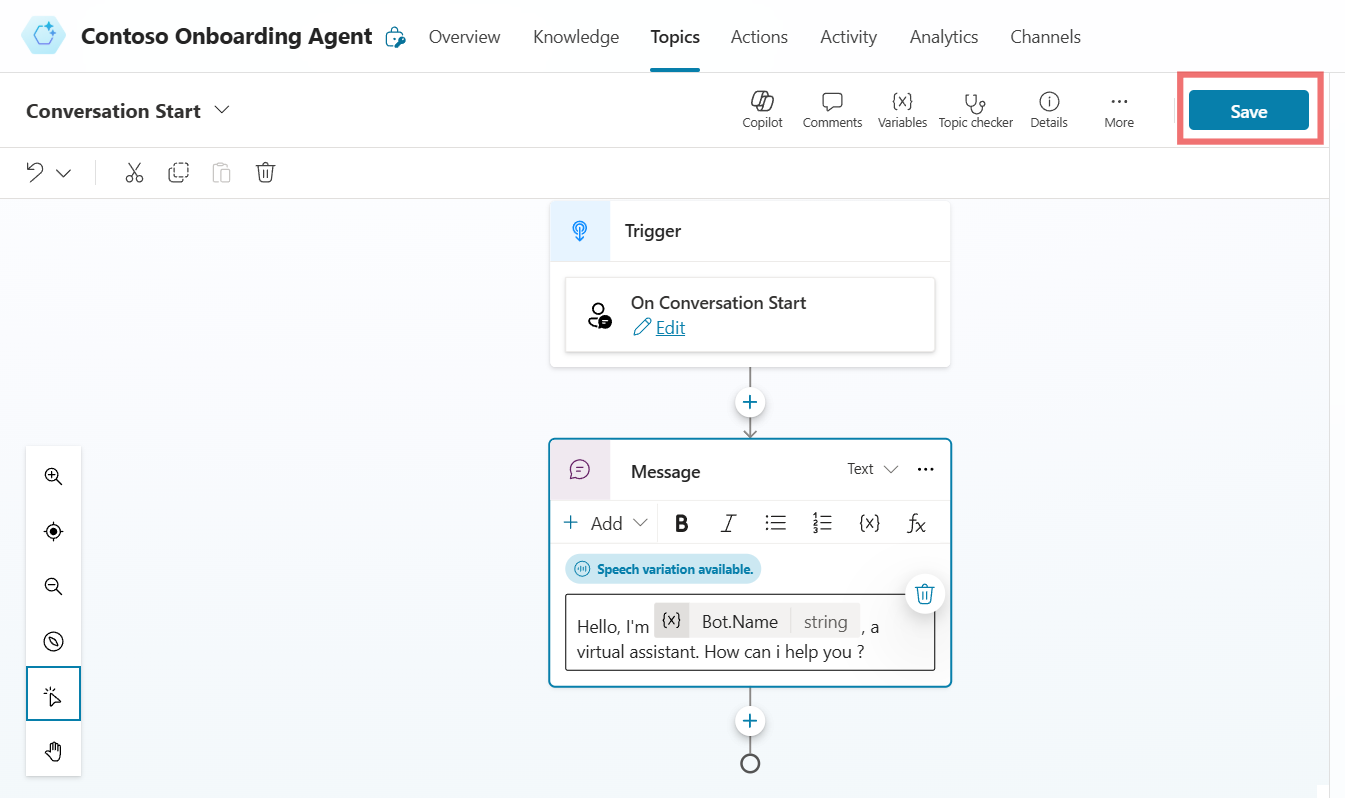 Contoso Onboarding Agent Overview Knowledge Topics Actions Activity Analytics Channels
Conversation Start Copilot Comments {x} Variables Topic checker Details More Save
Trigger
On Conversation Start
Edit
Message Text
Add B I {x} fx
Speech variation available.
Hello, I'm {x} Bot.Name string , a
virtual assistant. How can i help you ?